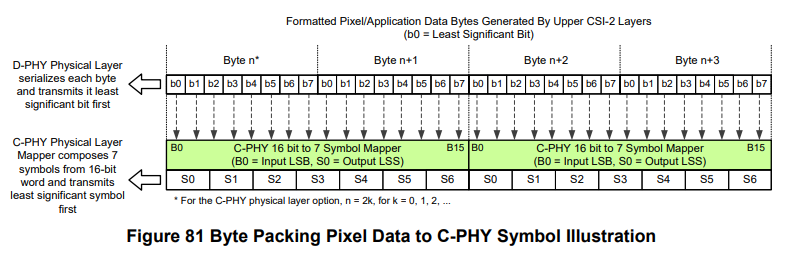 Formatted Pixel/Application Data Bytes Generated By Upper CSI-2 Layers
(b0 = Least Significant Bit)
Byte n* Byte n+1 Byte n+2 Byte n+3
D-PHY Physical Layer
serializes each byte
and transmits it least
significant bit first
b0 b1 b2 b3 b4 b5 b6 b7 b0 b1 b2 b3 b4 b5 b6 b7 b0 b1 b2 b3 b4 b5 b6 b7 b0 b1 b2 b3 b4 b5 b6 b7
C-PHY Physical Layer
Mapper composes 7
symbols from 16-bit
word and transmits
least significant symbol
first
B0 C-PHY 16 bit to 7 Symbol Mapper B15 B0 C-PHY 16 bit to 7 Symbol Mapper B15
(B0 = Input LSB, S0 = Output LSS) (B0 = Input LSB, S0 = Output LSS)
S0 S1 S2 S3 S4 S5 S6 S0 S1 S2 S3 S4 S5 S6
* For the C-PHY physical layer option, n = 2k, for k = 0, 1, 2, ...
Figure 81 Byte Packing Pixel Data to C-PHY Symbol Illustration